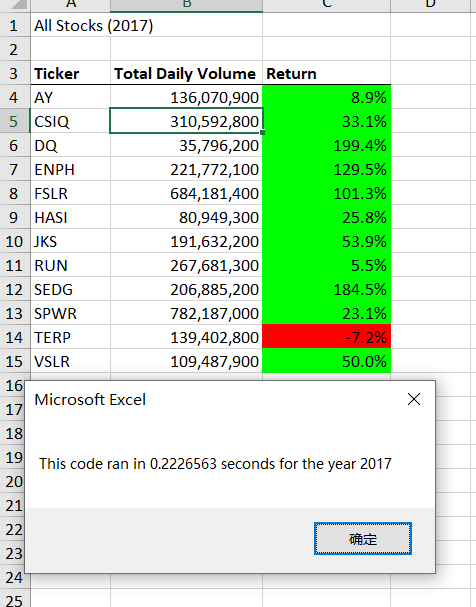 A B C D
1 All Stocks (2017)
2
3 Ticker Total Daily Volume Return
4 AY 136,070,900 8.9%
5 CSIQ 310,592,800 33.1%
6 DQ 35,796,200 199.4%
7 ENPH 221,772,100 129.5%
8 FSLR 684,181,400 101.3%
9 HASI 80,949,300 25.8%
10 JKS 191,632,200 53.9%
11 RUN 267,681,300 5.5%
12 SEDG 206,885,200 184.5%
13 SPWR 782,187,000 23.1%
14 TERP 139,402,800 -7.2%
15 VSLR 109,487,900 50.0%
16
17 Microsoft Excel
18
19 This code ran in 0.2226563 seconds for the year 2017
20
21
22
23 确定
24
25